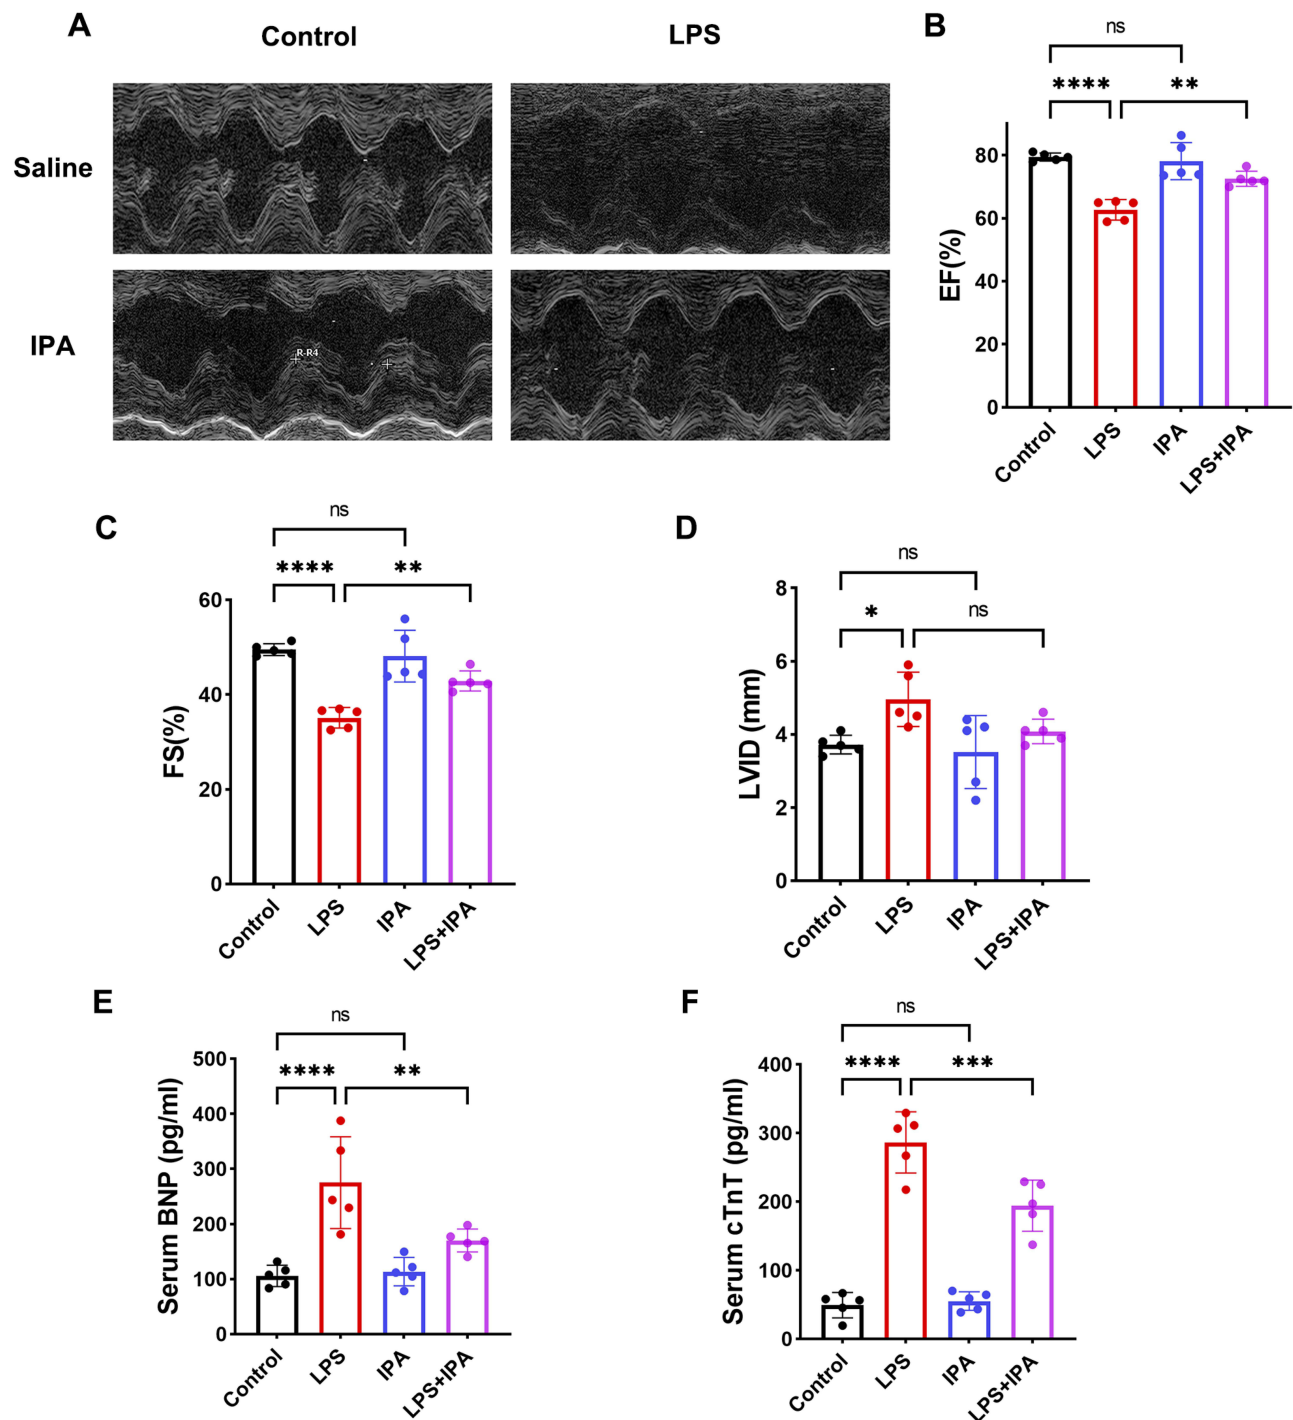 A
Control
LPS
Saline
IPA
R-R4
B
ns
****
**
EF(%)
80
60
40
20
0
Control
LPS
IPA
LPS+IPA
C
ns
****
**
FS(%)
60
40
20
0
Control
LPS
IPA
LPS+IPA
D
ns
*
ns
LVID (mm)
8
6
4
2
0
Control
LPS
IPA
LPS+IPA
E
ns
****
**
Serum BNP (pg/ml)
500
400
300
200
100
0
Control
LPS
IPA
LPS+IPA
F
ns
****
***
Serum cTnT (pg/ml)
400
300
200
100
0
Control
LPS
IPA
LPS+IPA